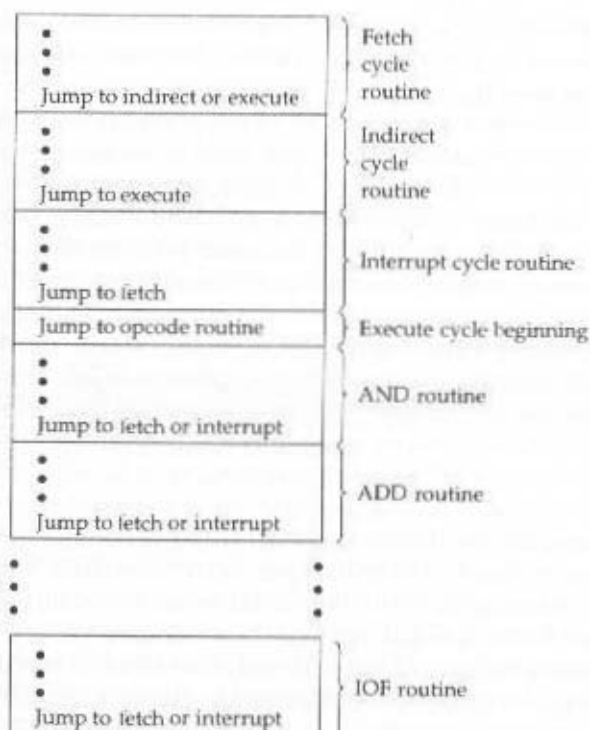 Fetch
cycle
routine
Jump to indirect or execute
Indirect
cycle
routine
Jump to execute
Interrupt cycle routine
Jump to fetch
Jump to opcode routine
Execute cycle beginning
AND routine
Jump to fetch or interrupt
ADD routine
Jump to fetch or interrupt
IOF routine
Jump to fetch or interrupt